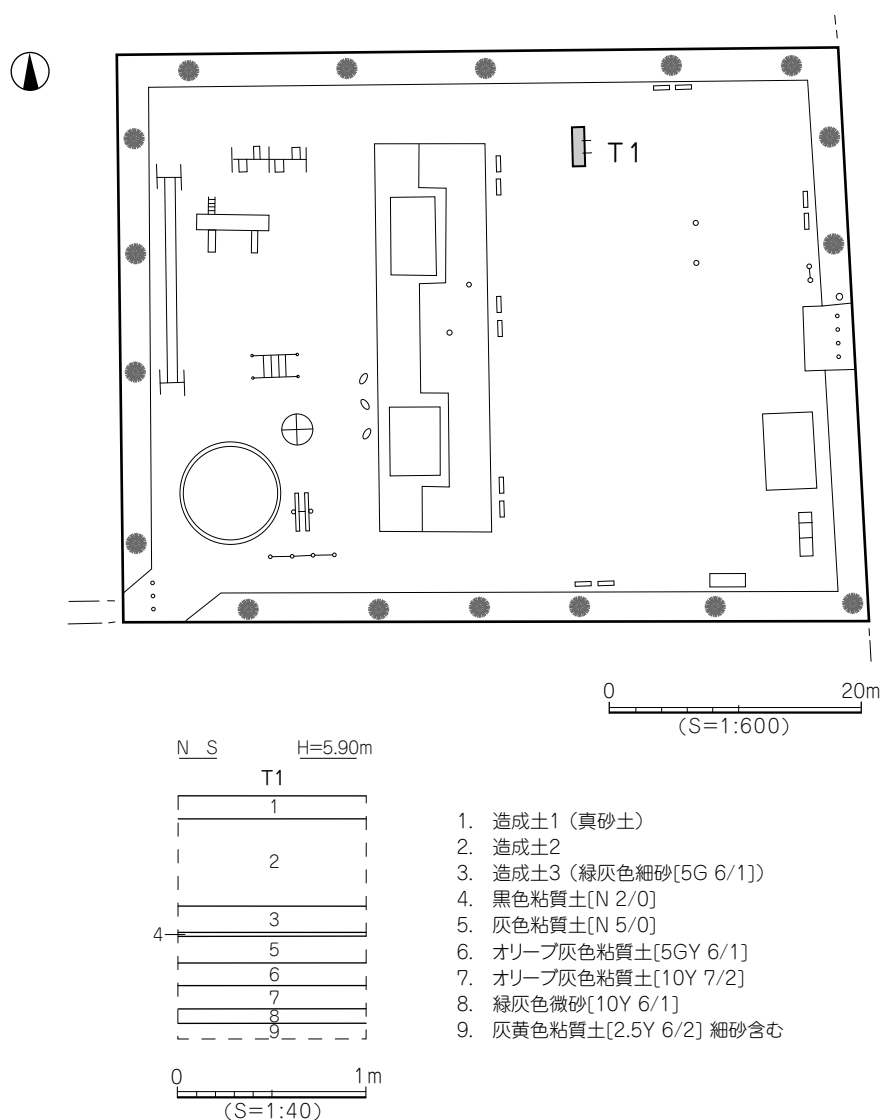 T1
0 20m
(S=1:600)
N S H=5.90m
T1
1
2
3
4
5
6
7
8
9
0 1m
(S=1:40)
1. 造成土1（真砂土）
2. 造成土2
3. 造成土3（緑灰色細砂[5G 6/1]）
4. 黒色粘質土[N 2/0]
5. 灰色粘質土[N 5/0]
6. オリーブ灰色粘質土[5GY 6/1]
7. オリーブ灰色粘質土[10Y 7/2]
8. 緑灰色微砂[10Y 6/1]
9. 灰黄色粘質土[2.5Y 6/2] 細砂含む